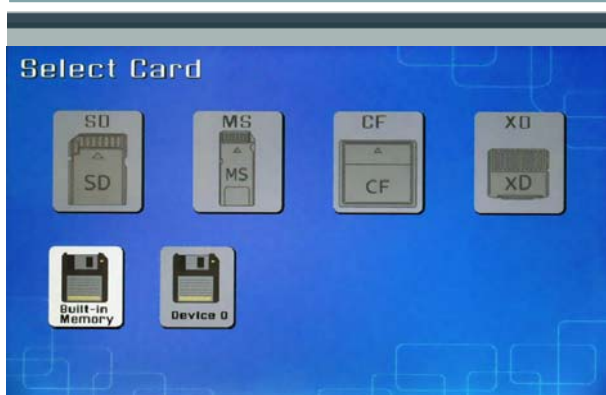 Select Card
SD
MS
CF
XD
SD
MS
CF
xD
Built-in
Memory
Device 0